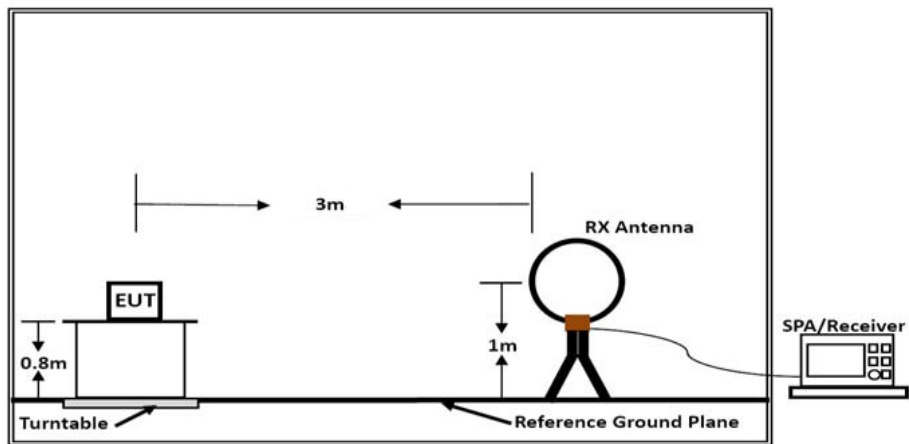 3m
RX Antenna
EUT
SPA/Receiver
0.8m
1m
Turntable
Reference Ground Plane